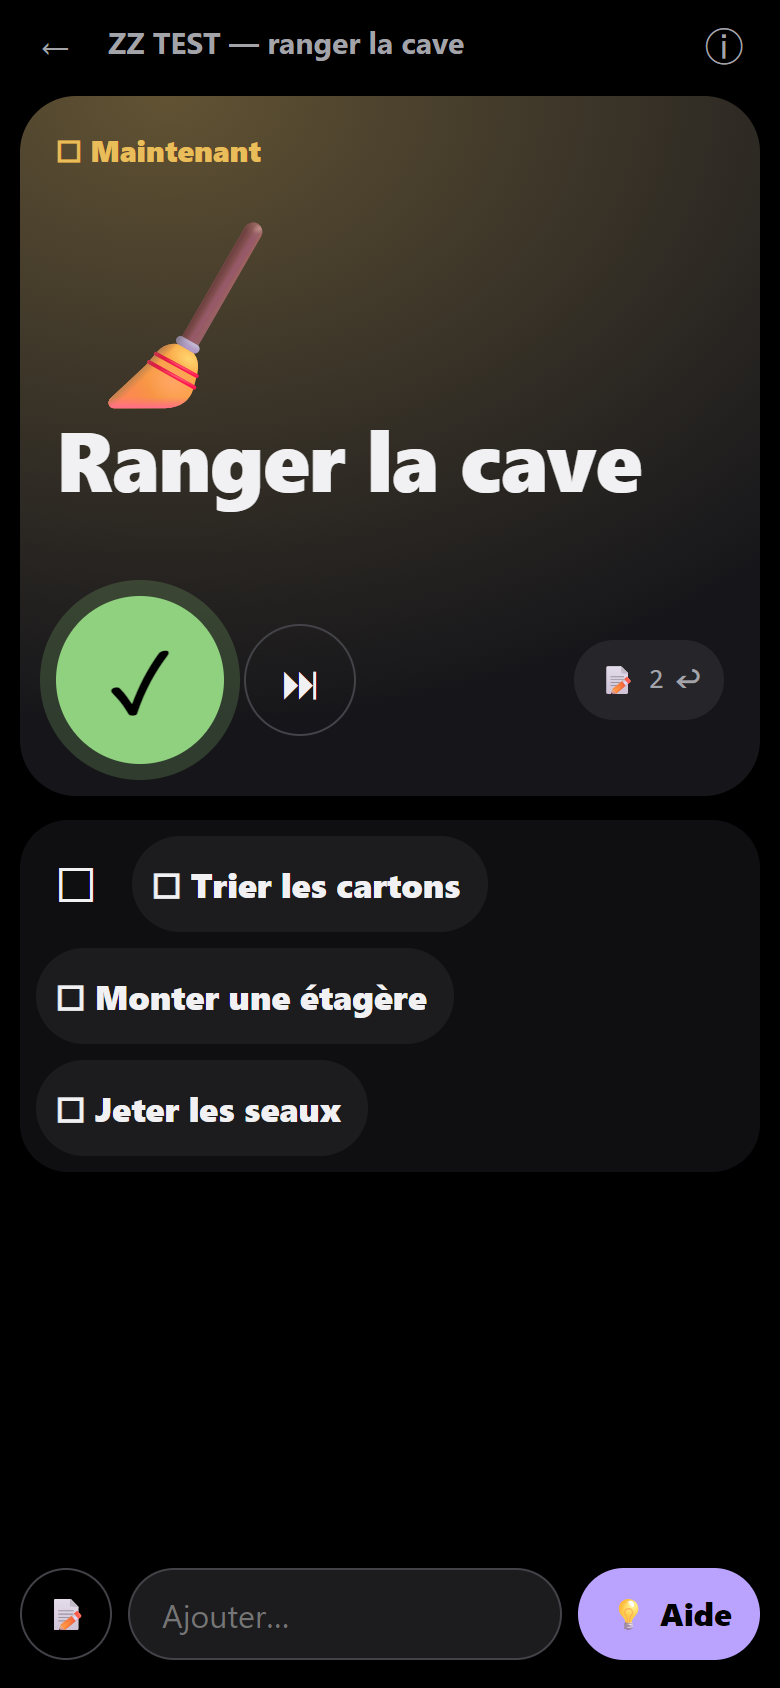 ← ZZ TEST — ranger la cave ⓘ
□ Maintenant
Ranger la cave
✓ ⏭ 📝 2 ↩
□ □ Trier les cartons
□ Monter une étagère
□ Jeter les seaux
📝 Ajouter... 💡 Aide